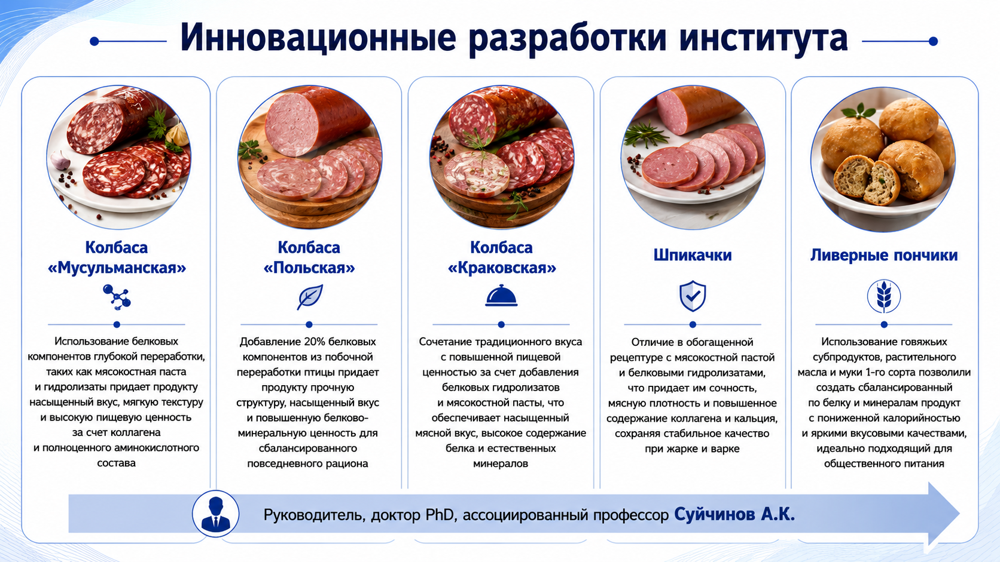 Инновационные разработки института
Колбаса
«Мусульманская»
Использование белковых
компонентов глубокой переработки,
таких как мясокостная паста
и гидролизаты придает продукту
насыщенный вкус, мягкую текстуру
и высокую пищевую ценность
за счет коллагена
и полноценного аминокислотного
состава
Колбаса
«Польская»
Добавление 20% белковых
компонентов из побочной
переработки птицы придает
продукту прочную
структуру, насыщенный вкус
и повышенную белково-
минеральную ценность для
сбалансированного
повседневного рациона
Колбаса
«Краковская»
Сочетание традиционного вкуса
с повышенной пищевой
ценностью за счет добавления
белковых гидролизатов
и мясокостной пасты, что
обеспечивает насыщенный
мясной вкус, высокое содержание
белка и естественных
минералов
Шпикачки
Отличие в обогащенной
рецептуре с мясокостной пастой
и белковыми гидролизатами,
что придает им сочность,
мясную плотность и повышенное
содержание коллагена и кальция,
сохраняя стабильное качество
при жарке и варке
Ливерные пончики
Использование говяжьих
субпродуктов, растительного
масла и муки 1-го сорта позволили
создать сбалансированный
по белку и минералам продукт
с пониженной калорийностью
и яркими вкусовыми качествами,
идеально подходящий для
общественного питания
Руководитель, доктор PhD, ассоциированный профессор Суйчинов А.К.